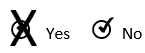 Yes No